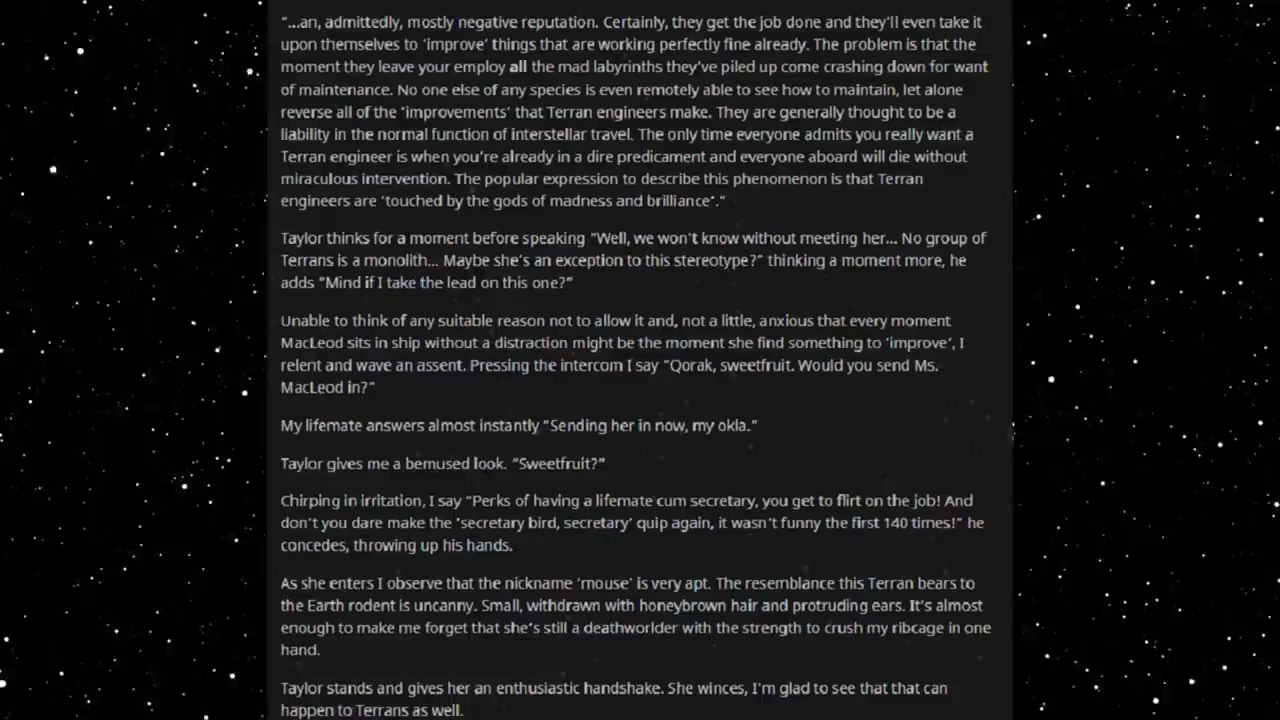 “...an, admittedly, mostly negative reputation. Certainly, they get the job done and they’ll even take it
upon themselves to ‘improve’ things that are working perfectly fine already. The problem is that the
moment they leave your employ all the mad labyrinths they’ve piled up come crashing down for want
of maintenance. No one else of any species is even remotely able to see how to maintain, let alone
reverse all of the ‘improvements’ that Terran engineers make. They are generally thought to be a
liability in the normal function of interstellar travel. The only time everyone admits you really want a
Terran engineer is when you’re already in a dire predicament and everyone aboard will die without
miraculous intervention. The popular expression to describe this phenomenon is that Terran
engineers are ‘touched by the gods of madness and brilliance’.”
Taylor thinks for a moment before speaking “Well, we won’t know without meeting her... No group of
Terrans is a monolith... Maybe she’s an exception to this stereotype?” thinking a moment more, he
adds “Mind if I take the lead on this one?”
Unable to think of any suitable reason not to allow it and, not a little, anxious that every moment
MacLeod sits in ship without a distraction might be the moment she find something to ‘improve’, I
relent and wave an assent. Pressing the intercom I say “Qorak, sweetfruit. Would you send Ms.
MacLeod in?”
My lifemate answers almost instantly “Sending her in now, my okla.”
Taylor gives me a bemused look. “Sweetfruit?”
Chirping in irritation, I say “Perks of having a lifemate cum secretary, you get to flirt on the job! And
don’t you dare make the ‘secretary bird, secretary’ quip again, it wasn’t funny the first 140 times!” he
concedes, throwing up his hands.
As she enters I observe that the nickname ‘mouse’ is very apt. The resemblance this Terran bears to
the Earth rodent is uncanny. Small, withdrawn with honeybrown hair and protruding ears. It’s almost
enough to make me forget that she’s still a deathworlder with the strength to crush my ribcage in one
hand.
Taylor stands and gives her an enthusiastic handshake. She winces, I’m glad to see that that can
happen to Terrans as well.